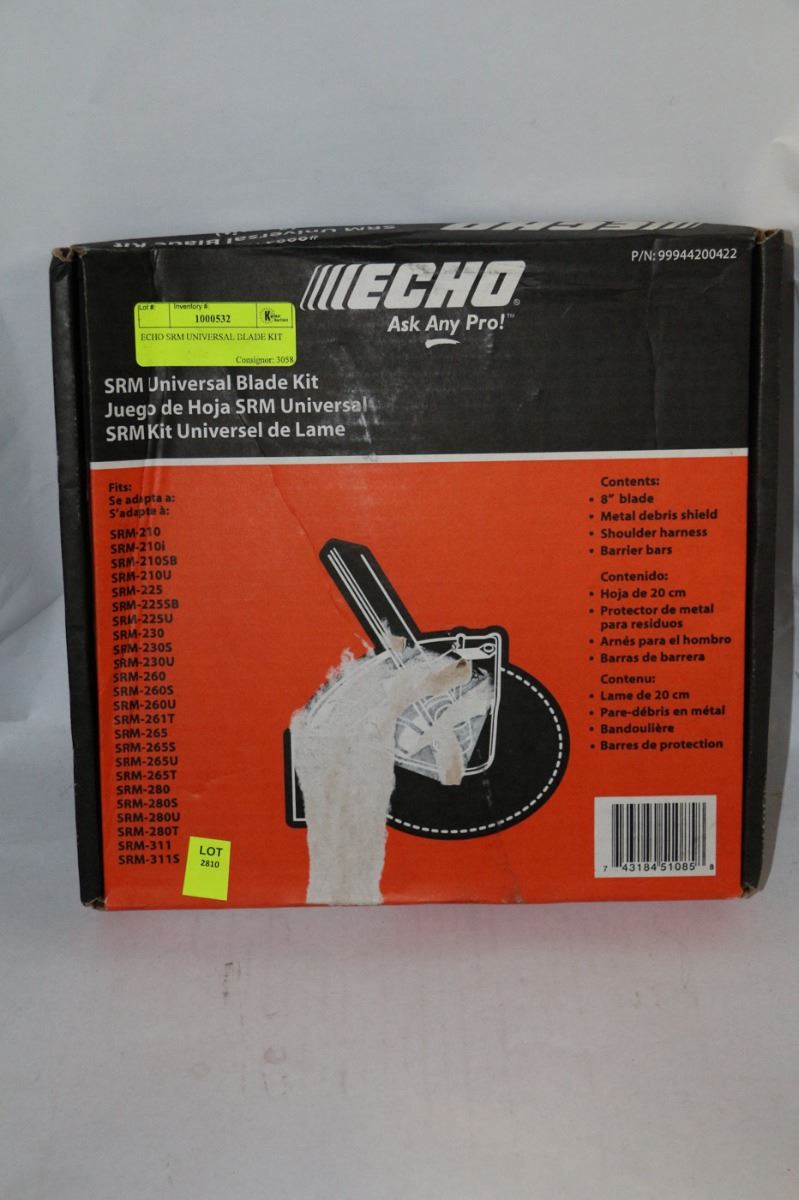 ECHO
P/N: 99944200422
ECHO
Ask Any Pro!™
Lot #:
Inventory #:
1000532
ECHO SRM UNIVERSAL BLADE KIT
Consignor: 3058
SRM Universal Blade Kit
Juego de Hoja SRM Universal
SRM Kit Universel de Lame
Fits:
Se adapta a:
S'adapte à:
SRM-210
SRM-210i
SRM-210SB
SRM-210U
SRM-225
SRM-225SB
SRM-225U
SRM-230
SRM-230S
SRM-230U
SRM-260
SRM-260S
SRM-260U
SRM-261T
SRM-265
SRM-265S
SRM-265U
SRM-265T
SRM-280
SRM-280S
SRM-280U
SRM-280T
SRM-311
SRM-311S
Contents:
• 8" blade
• Metal debris shield
• Shoulder harness
• Barrier bars
Contenido:
• Hoja de 20 cm
• Protector de metal
para residuos
• Arnés para el hombro
• Barras de barrera
Contenu:
• Lame de 20 cm
• Pare-débris en métal
• Bandoulière
• Barres de protection
LOT
2810
7 43184 51085 8